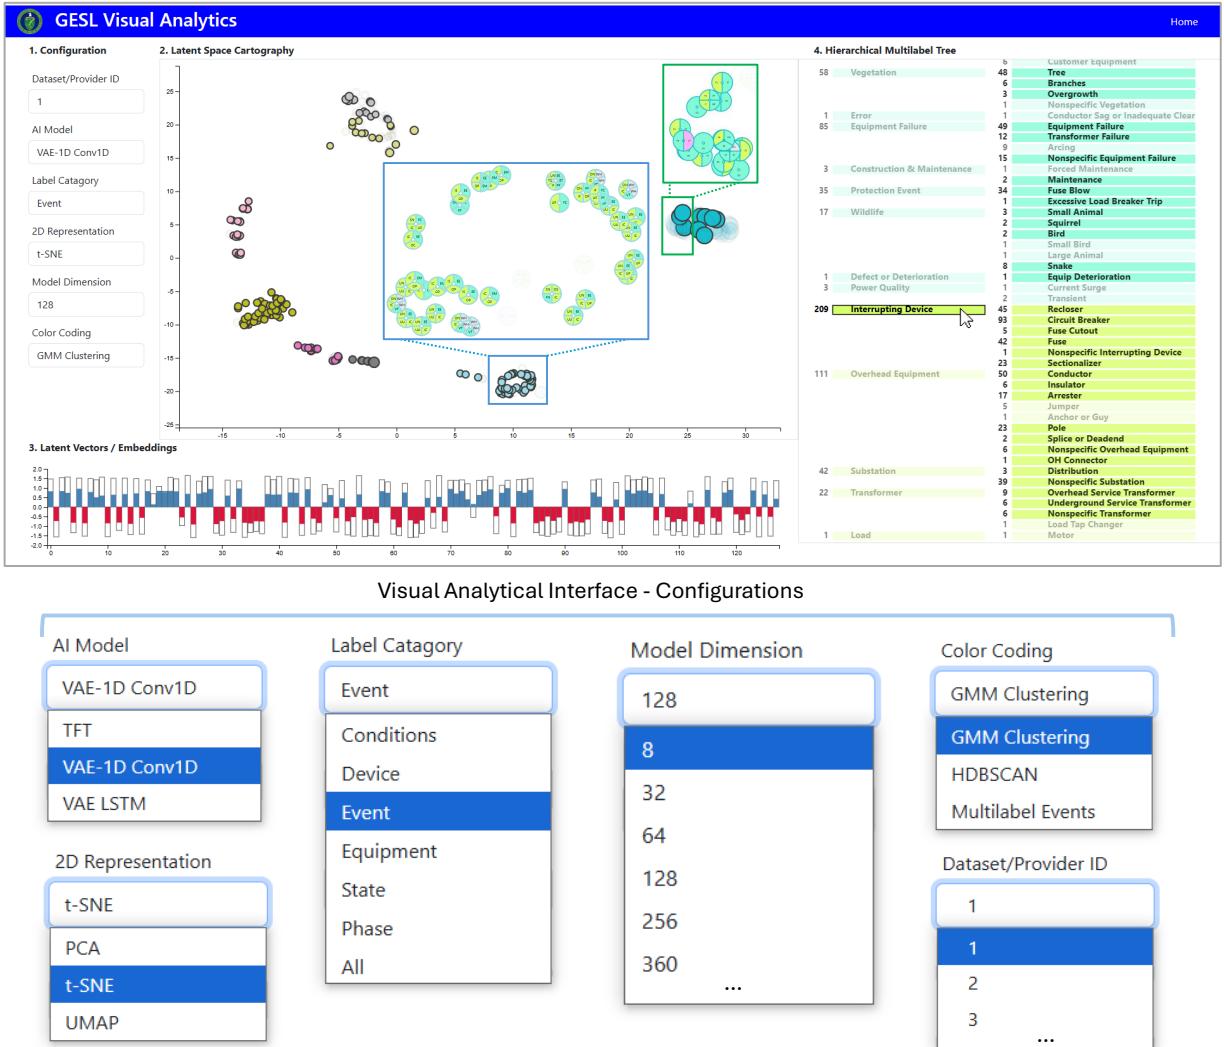 GESL Visual Analytics
Home
1. Configuration
Dataset/Provider ID
1
AI Model
VAE-1D Conv1D
Label Catagory
Event
2D Representation
t-SNE
Model Dimension
128
Color Coding
GMM Clustering
2. Latent Space Cartography
25
20
15
10
5
0
-5
-10
-15
-20
-25
-15 -10 -5 0 5 10 15 20 25 30
3. Latent Vectors / Embeddings
2.0
1.5
1.0
0.5
0.0
-0.5
-1.0
-1.5
-2.0
0 10 20 30 40 50 60 70 80 90 100 110 120
4. Hierarchical Multilabel Tree
6 Customer Equipment
58 Vegetation 48 Tree
6 Branches
3 Overgrowth
1 Nonspecific Vegetation
1 Error 1 Conductor Sag or Inadequate Clear
85 Equipment Failure 49 Equipment Failure
12 Transformer Failure
9 Arcing
15 Nonspecific Equipment Failure
3 Construction & Maintenance 1 Forced Maintenance
2 Maintenance
35 Protection Event 34 Fuse Blow
1 Excessive Load Breaker Trip
17 Wildlife 3 Small Animal
2 Squirrel
2 Bird
1 Small Bird
1 Large Animal
8 Snake
1 Defect or Deterioration 1 Equip Deterioration
3 Power Quality 1 Current Surge
2 Transient
209 Interrupting Device 45 Recloser
93 Circuit Breaker
5 Fuse Cutout
42 Fuse
1 Nonspecific Interrupting Device
23 Sectionalizer
111 Overhead Equipment 50 Conductor
6 Insulator
17 Arrester
5 Jumper
1 Anchor or Guy
23 Pole
2 Splice or Deadend
6 Nonspecific Overhead Equipment
1 OH Connector
42 Substation 3 Distribution
39 Nonspecific Substation
22 Transformer 9 Overhead Service Transformer
6 Underground Service Transformer
6 Nonspecific Transformer
1 Load Tap Changer
1 Load 1 Motor
Visual Analytical Interface - Configurations
AI Model
VAE-1D Conv1D
TFT
VAE-1D Conv1D
VAE LSTM
2D Representation
t-SNE
PCA
t-SNE
UMAP
Label Catagory
Event
Conditions
Device
Event
Equipment
State
Phase
All
Model Dimension
128
8
32
64
128
256
360
...
Color Coding
GMM Clustering
GMM Clustering
HDBSCAN
Multilabel Events
Dataset/Provider ID
1
1
2
3
...